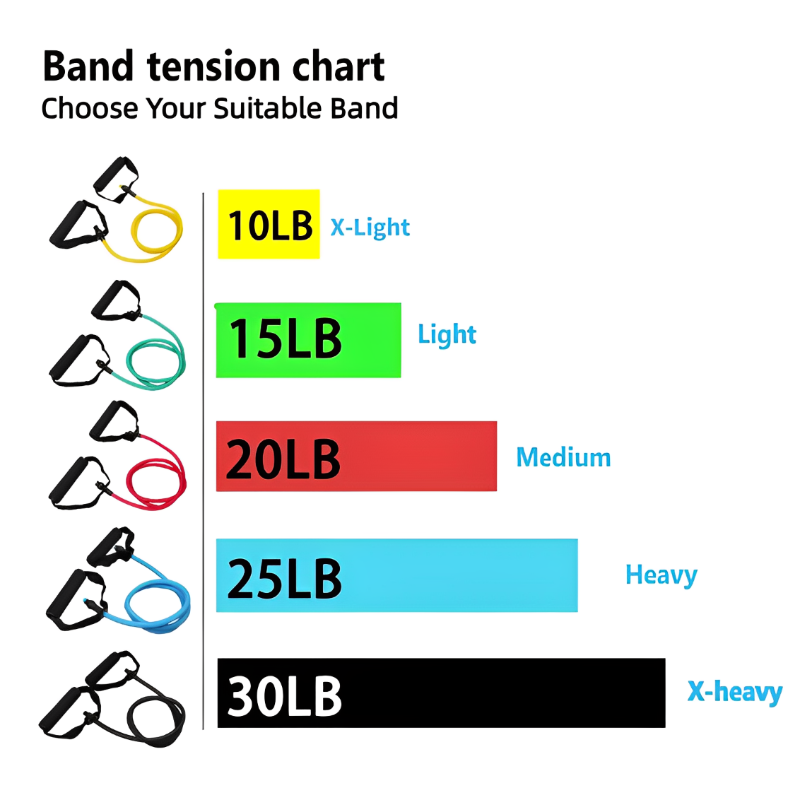 Band tension chart
Choose Your Suitable Band
10LB X-Light
15LB Light
20LB Medium
25LB Heavy
30LB X-heavy